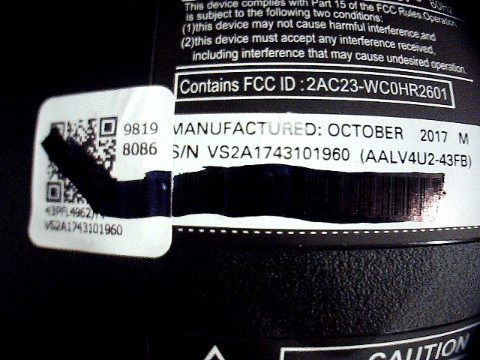 60Hz
This device complies with Part 15 of the FCC Rules. Operation
is subject to the following two conditions:
(1)this device may not cause harmful interference,and
(2)this device must accept any interference received,
including interference that may cause undesired operation.
Contains FCC ID : 2AC23-WC0HR2601
MANUFACTURED: OCTOBER 2017 M
S/N VS2A1743101960 (AALV4U2-43FB)
9819
8086
43PFL4962/
VS2A1743101960
CAUTION